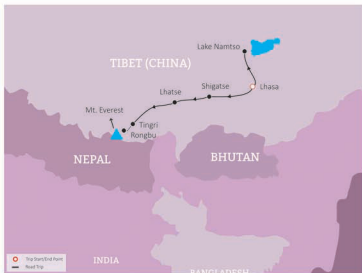 Lake Namtso
TIBET (CHINA)
Lhatse
Shigatse
Lhasa
Mt. Everest
Tingri
Rongbu
NEPAL
BHUTAN
INDIA
BANGLADESH
Trip Start/End Point
Road Trip